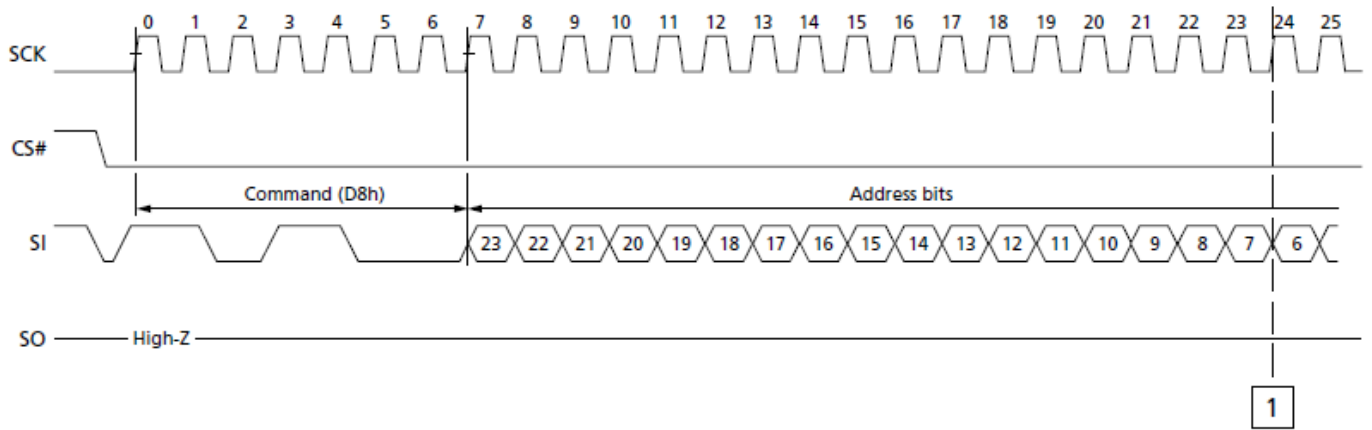 0 1 2 3 4 5 6 7 8 9 10 11 12 13 14 15 16 17 18 19 20 21 22 23 24 25
SCK
CS#
Command (D8h) Address bits
SI 23 22 21 20 19 18 17 16 15 14 13 12 11 10 9 8 7 6
SO High-Z
1